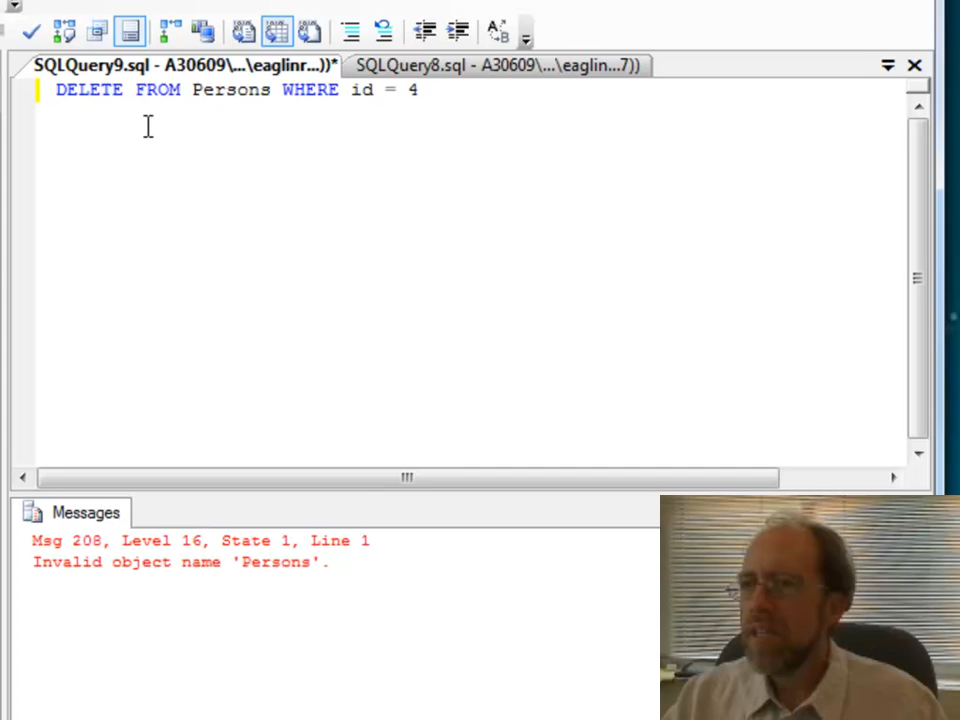 SQLQuery9.sql - A30609\...\eaglinr...))* SQLQuery8.sql - A30609\...\eaglin...7))
DELETE FROM Persons WHERE id = 4
Messages
Msg 208, Level 16, State 1, Line 1
Invalid object name 'Persons'.